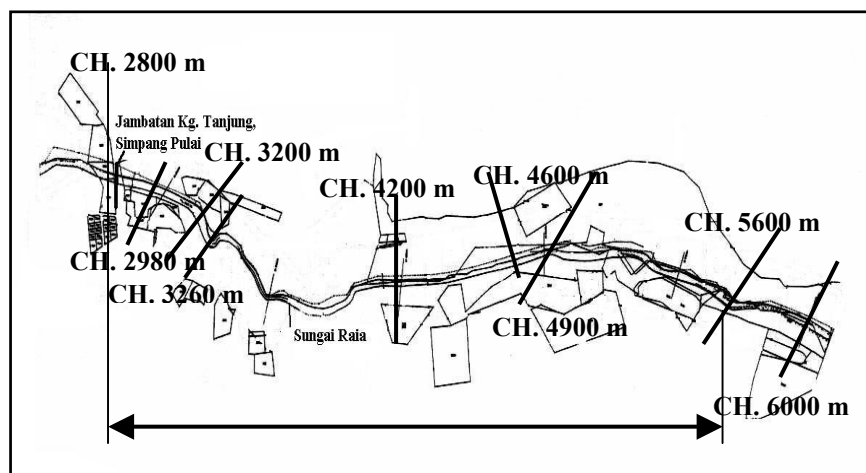 CH. 2800 m
Jambatan Kg. Tanjung,
Simpang Pulai
CH. 3200 m
CH. 4200 m
CH. 4600 m
CH. 5600 m
CH. 2980 m
CH. 3260 m
Sungai Raia
CH. 4900 m
CH. 6000 m